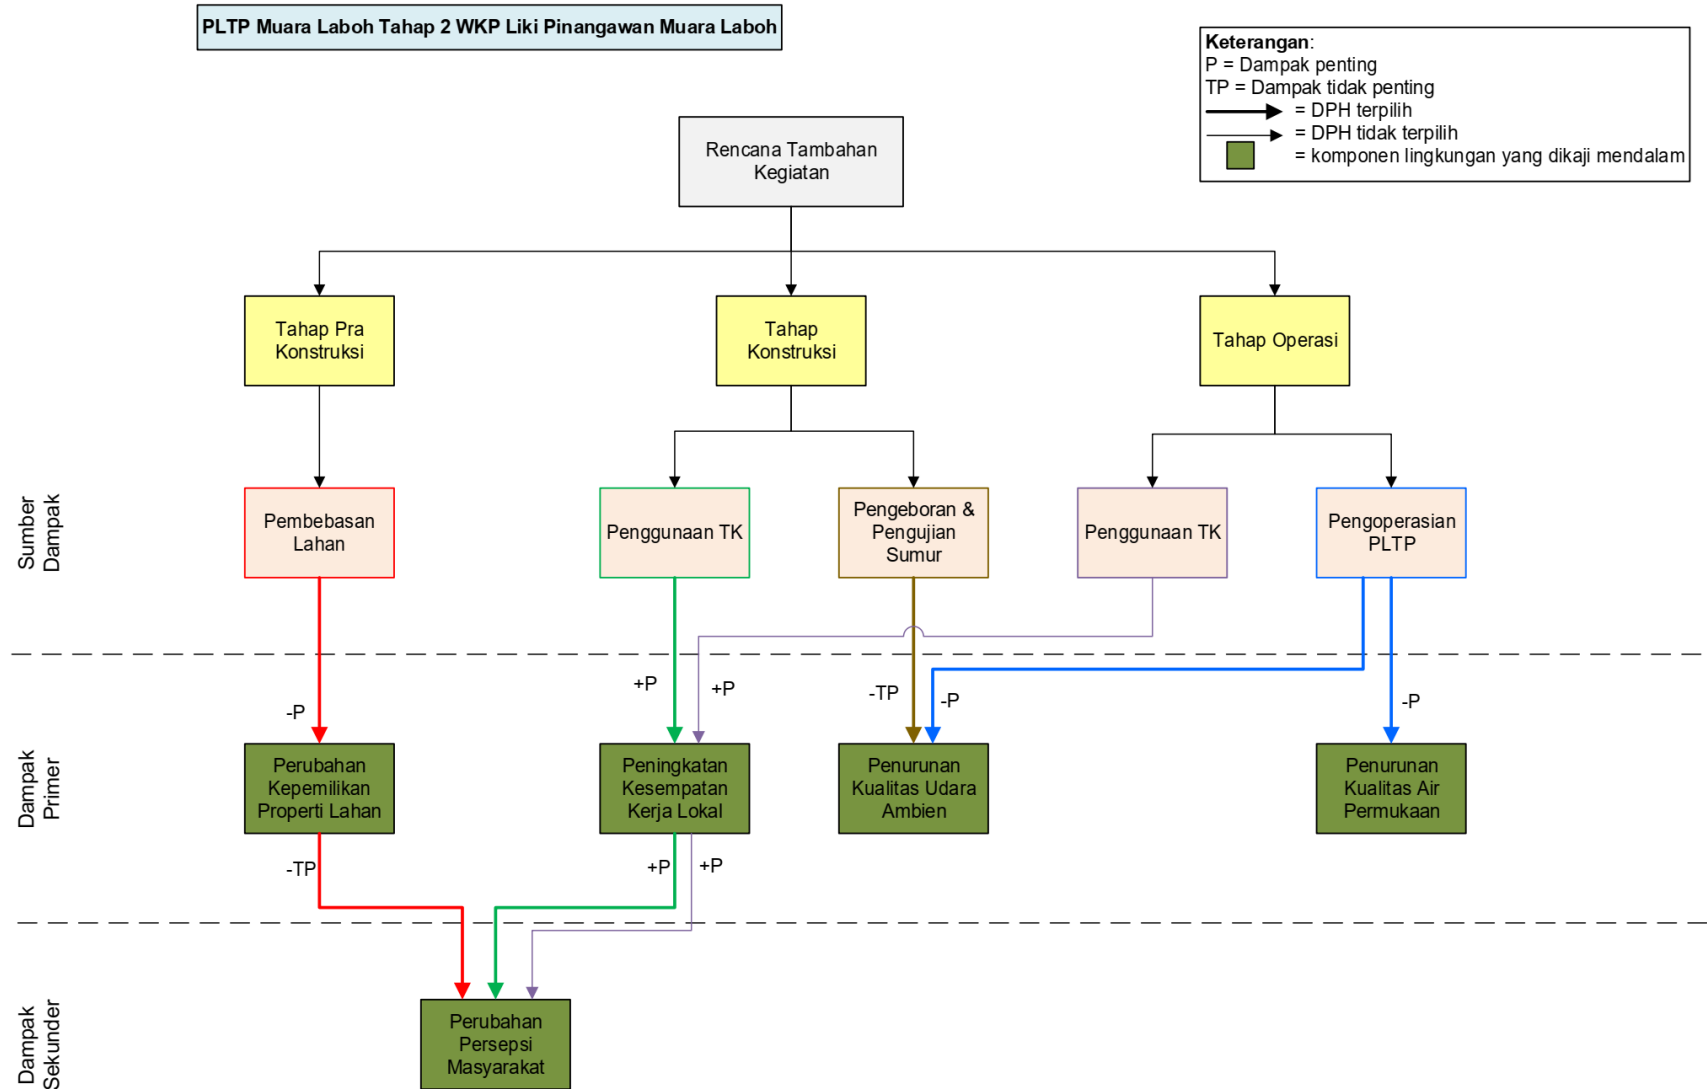 PLTP Muara Laboh Tahap 2 WKP Liki Pinangawan Muara Laboh
Keterangan:
P = Dampak penting
TP = Dampak tidak penting
= DPH terpilih
= DPH tidak terpilih
= komponen lingkungan yang dikaji mendalam
Rencana Tambahan
Kegiatan
Tahap Pra
Konstruksi
Tahap
Konstruksi
Tahap Operasi
Sumber
Dampak
Pembebasan
Lahan
Penggunaan TK
Pengeboran &
Pengujian
Sumur
Penggunaan TK
Pengoperasian
PLTP
-P
+P
+P
-TP
-P
-P
Dampak
Primer
Perubahan
Kepemilikan
Properti Lahan
Peningkatan
Kesempatan
Kerja Lokal
Penurunan
Kualitas Udara
Ambien
Penurunan
Kualitas Air
Permukaan
-TP
+P
+P
Dampak
Sekunder
Perubahan
Persepsi
Masyarakat